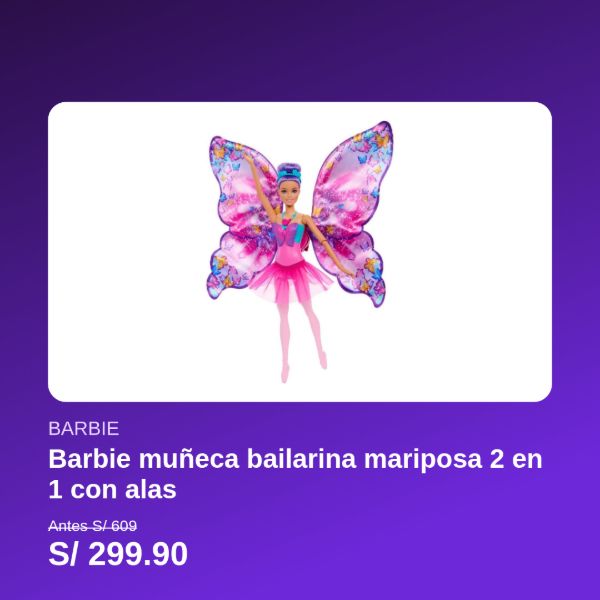 BARBIE
Barbie muñeca bailarina mariposa 2 en
1 con alas
Antes S/ 609
S/ 299.90